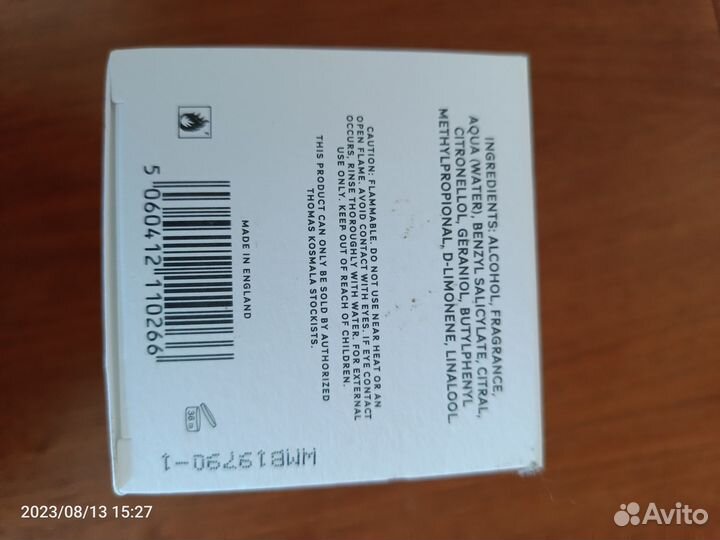 INGREDIENTS: ALCOHOL, FRAGRANCE,
AQUA (WATER), BENZYL SALICYLATE, CITRAL,
CITRONELLOL, GERANIOL, BUTYLPHENYL
METHYLPROPIONAL, D-LIMONENE, LINALOOL
CAUTION: FLAMMABLE. DO NOT USE NEAR HEAT OR AN
OPEN FLAME. AVOID CONTACT WITH EYES. IF EYE CONTACT
OCCURS, RINSE THOROUGHLY WITH WATER. FOR EXTERNAL
USE ONLY. KEEP OUT OF REACH OF CHILDREN.
THIS PRODUCT CAN ONLY BE SOLD BY AUTHORIZED
THOMAS KOSMALA STOCKISTS.
MADE IN ENGLAND
5 060412 110266
36 m
2023/08/13 15:27
Avito